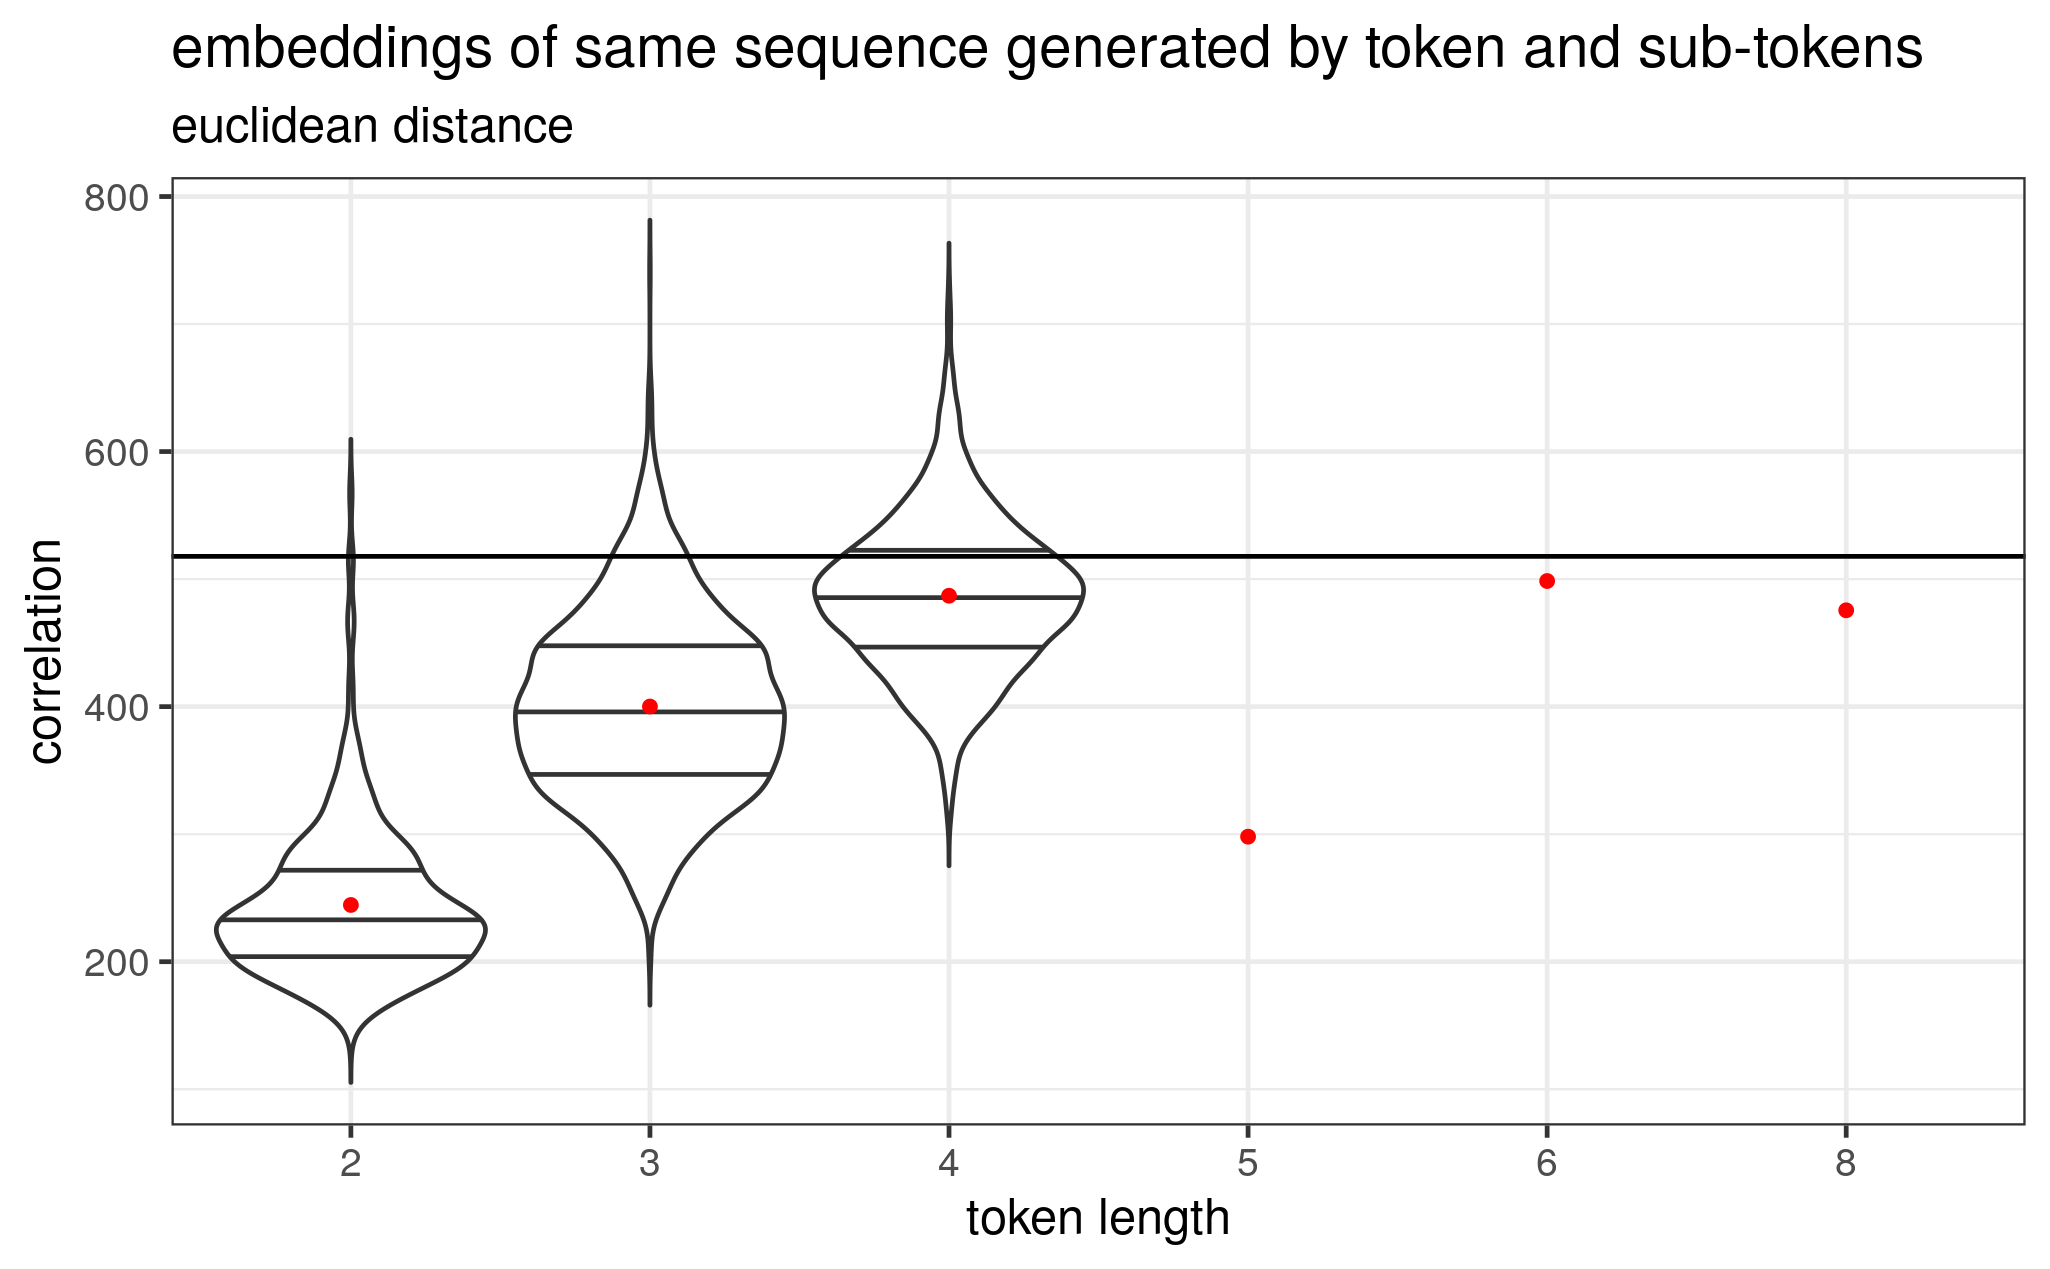 embeddings of same sequence generated by token and sub-tokens
euclidean distance
800
600
400
200
correlation
2 3 4 5 6 8
token length